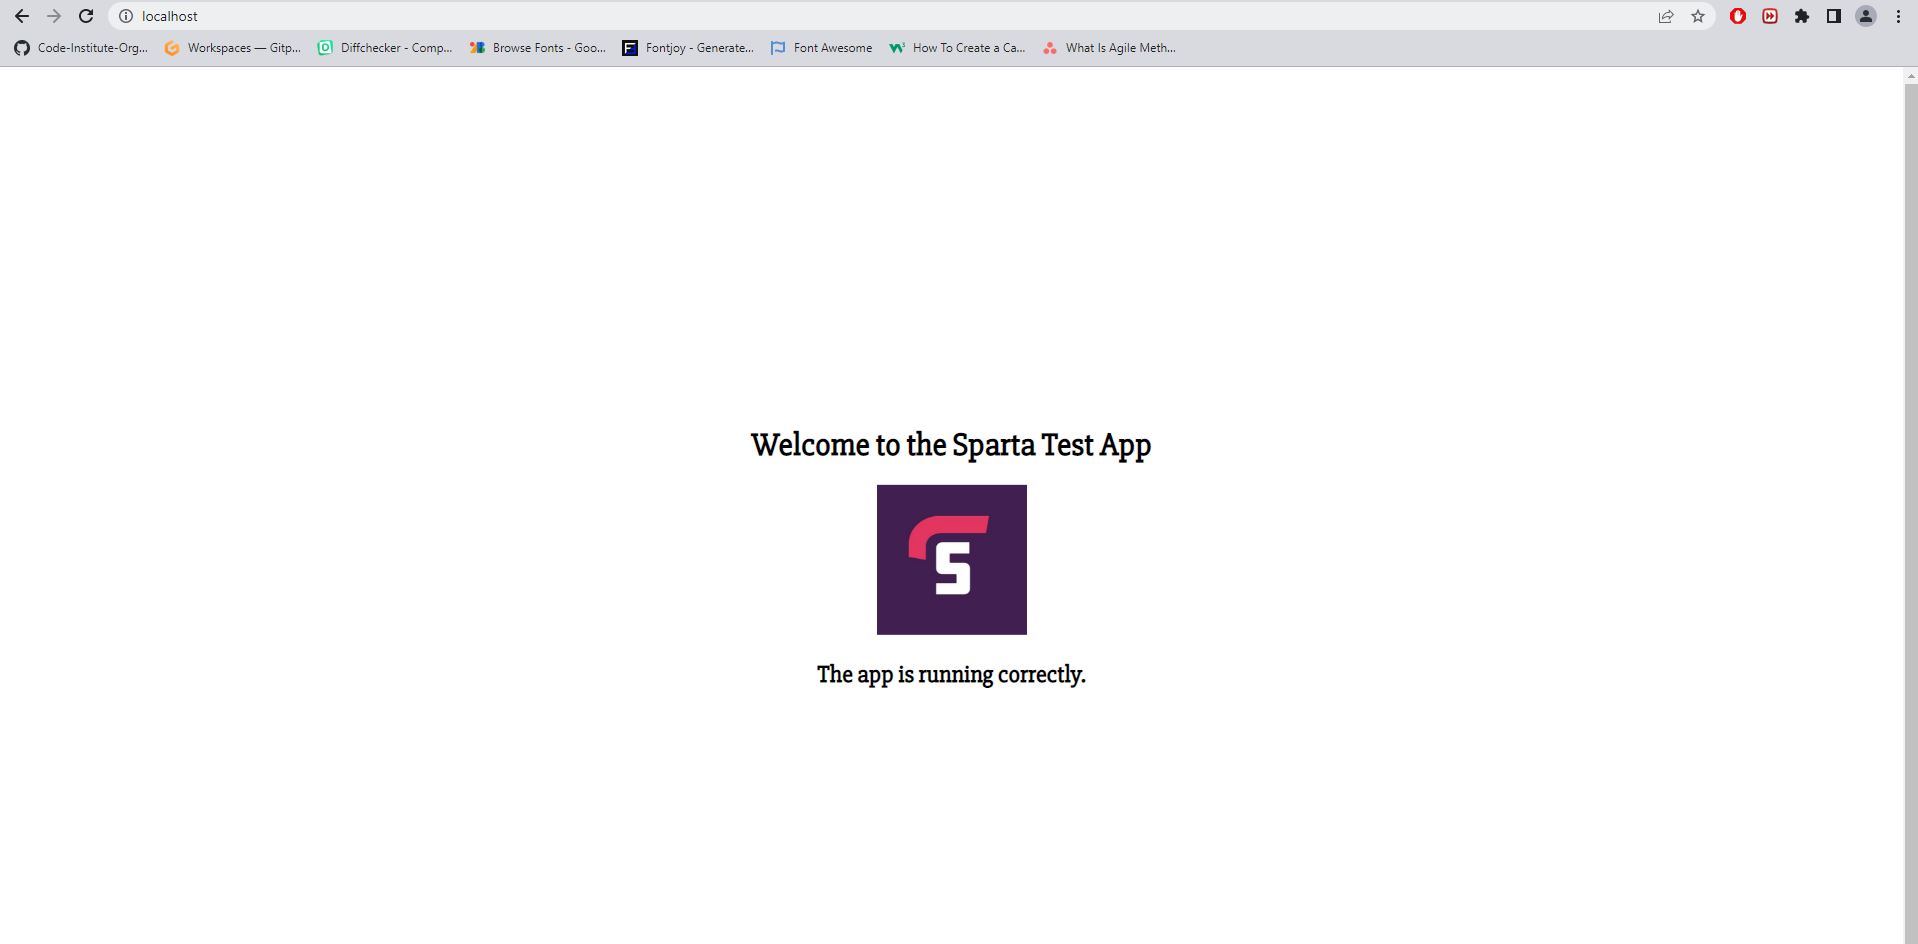 localhost
Code-Institute-Org... Workspaces — Gitp... Diffchecker - Comp... Browse Fonts - Goo... Fontjoy - Generate... Font Awesome How To Create a Ca... What Is Agile Meth...
Welcome to the Sparta Test App
S
The app is running correctly.